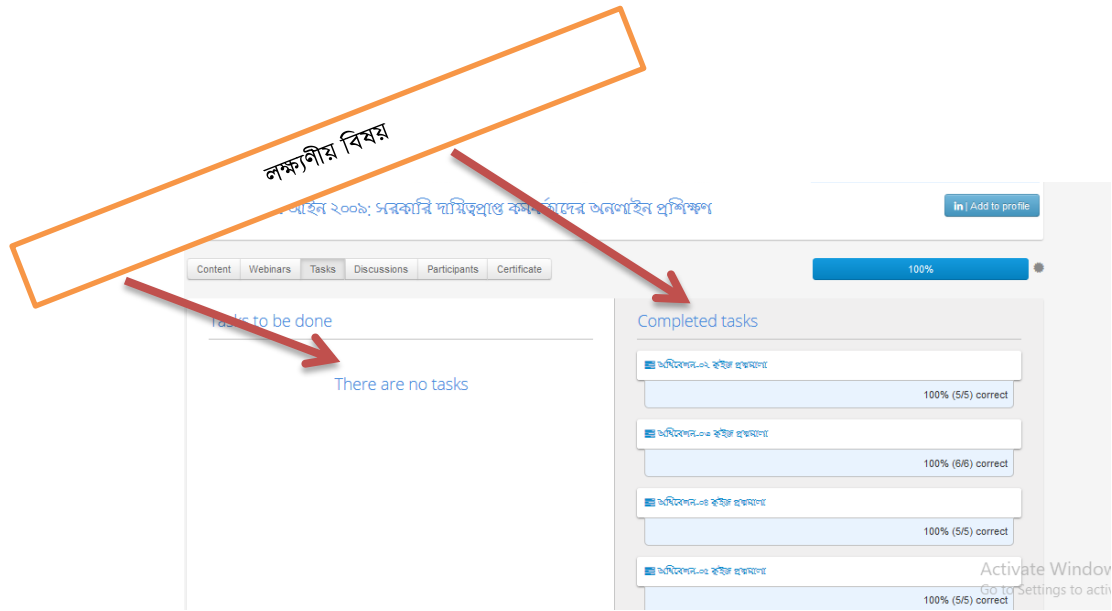 লক্ষ্যণীয় বিষয়
আইন ২০০৯: সরকারি দায়িত্বপ্রাপ্ত কর্মকর্তাদের অনলাইন প্রশিক্ষণ
in | Add to profile
Content Webinars Tasks Discussions Participants Certificate
100%
Tasks to be done
Completed tasks
There are no tasks
অধিবেশন-০২ কুইজ প্রশ্নমালা
100% (5/5) correct
অধিবেশন-০৩ কুইজ প্রশ্নমালা
100% (6/6) correct
অধিবেশন-০৪ কুইজ প্রশ্নমালা
100% (5/5) correct
অধিবেশন-০১ কুইজ প্রশ্নমালা
100% (5/5) correct
Activate Window
Go to Settings to activ